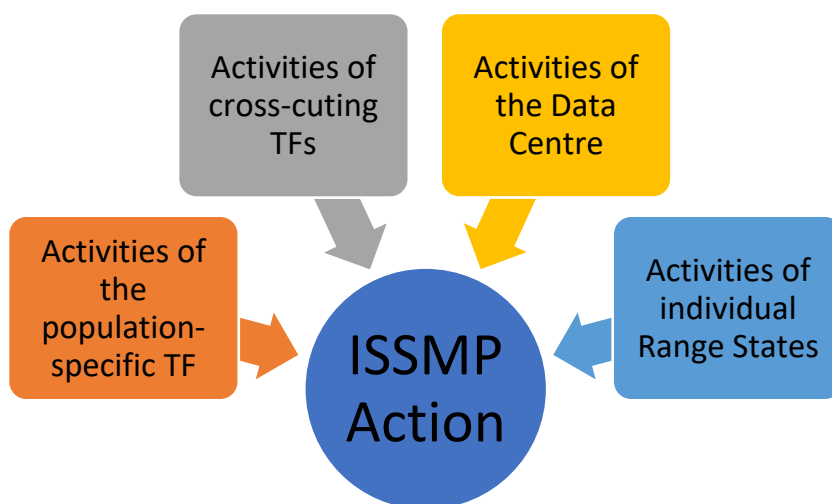 Activities of
cross-cuting
TFs
Activities of
the Data
Centre
Activities of
the
population-
specific TF
Activities of
individual
Range States
ISSMP
Action